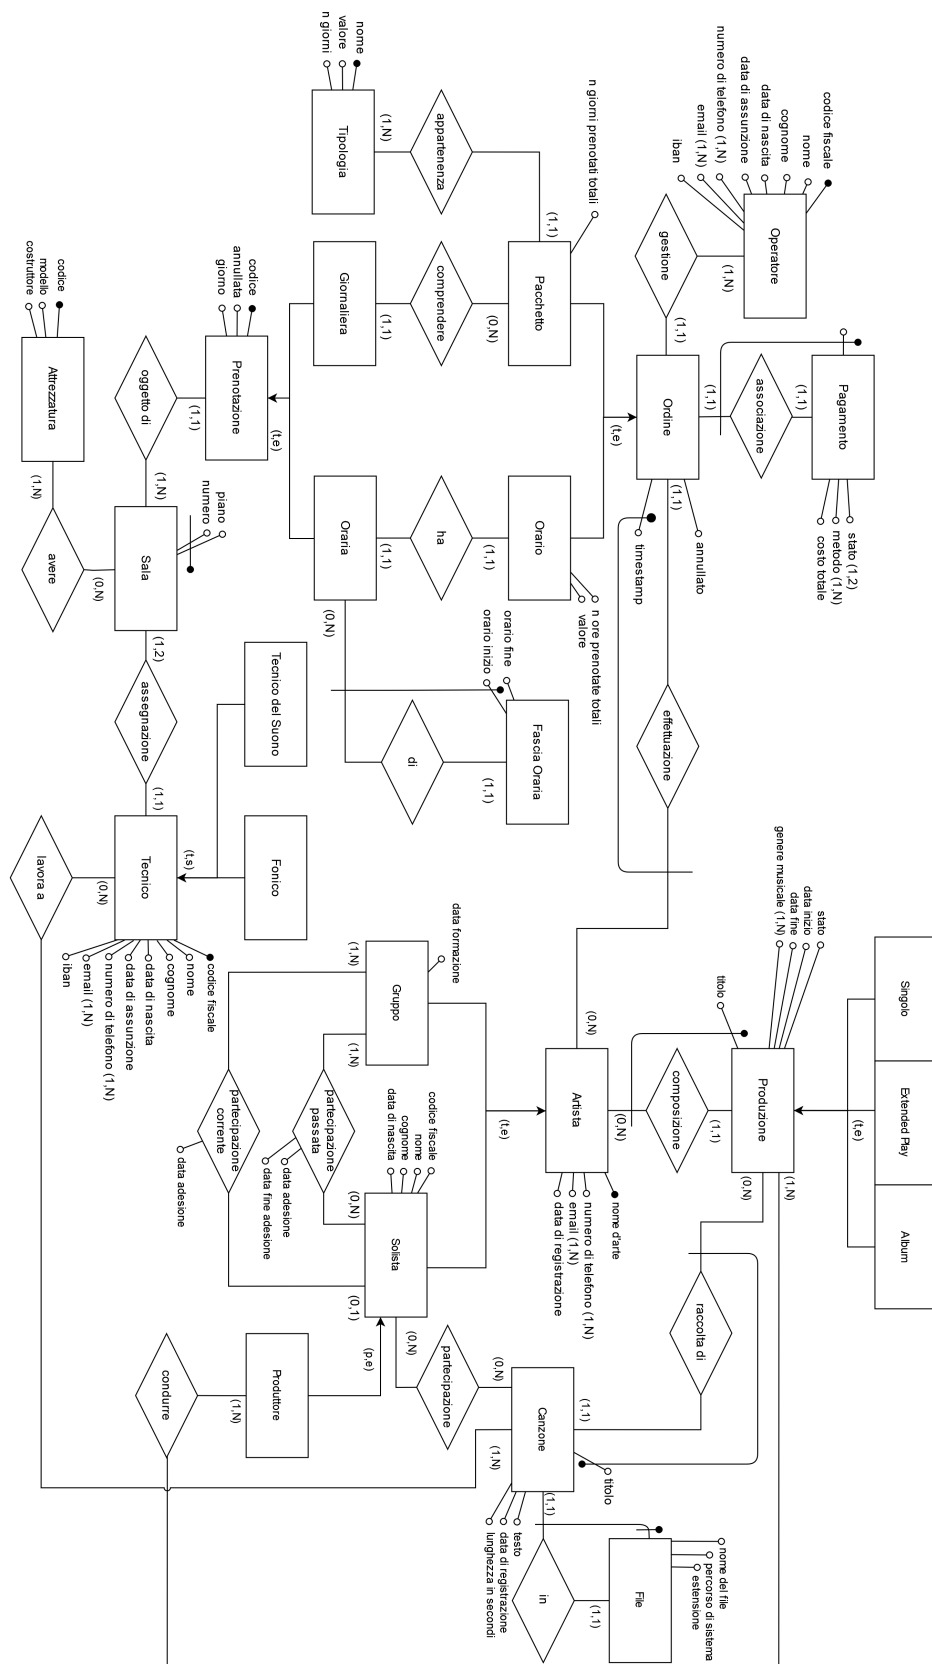 nome
valore
n giorni
Tipologia
(1,N)
appartenenza
(1,1)
n giorni prenotati totali
Pacchetto
(0,N)
comprendere
(1,1)
Giornaliera
codice fiscale
nome
cognome
data di nascita
data di assunzione
numero di telefono (1,N)
email (1,N)
iban
Operatore
(1,N)
gestione
(1,1)
Ordine
(1,1)
associazione
(1,1)
Pagamento
stato (1,2)
metodo (1,N)
costo totale
(t,e)
(1,1)
annullato
timestamp
codice
annullata
giorno
Prenotazione
(t,e)
(1,1)
oggetto di
(1,N)
codice
modello
costruttore
Attrezzatura
(1,N)
avere
(0,N)
Sala
piano
numero
(1,2)
assegnazione
(1,1)
Oraria
(1,1)
ha
(1,1)
Orario
n ore prenotate totali
valore
(0,N)
di
(1,1)
Fascia Oraria
orario fine
orario inizio
effettuazione
(0,N)
Tecnico del Suono
Fonico
(t,s)
Tecnico
(0,N)
lavora a
codice fiscale
nome
cognome
data di nascita
data di assunzione
numero di telefono (1,N)
email (1,N)
iban
data formazione
Gruppo
(1,N)
(1,N)
partecipazione corrente
data adesione
partecipazione passata
data adesione
data fine adesione
(0,N)
(0,1)
codice fiscale
nome
cognome
data di nascita
Solista
(t,e)
Artista
nome d'arte
numero di telefono (1,N)
email (1,N)
data di registrazione
(0,N)
composizione
(1,1)
stato
data inizio
data fine
genere musicale (1,N)
titolo
Produzione
(t,e)
Singolo
Extended Play
Album
(0,N)
(1,N)
raccolta di
(1,1)
(p,e)
Produttore
(1,N)
condurre
(0,N)
partecipazione
(0,N)
Canzone
titolo
(1,N)
(1,1)
testo
data di registrazione
lunghezza in secondi
in
(1,1)
File
nome del file
percorso di sistema
estensione